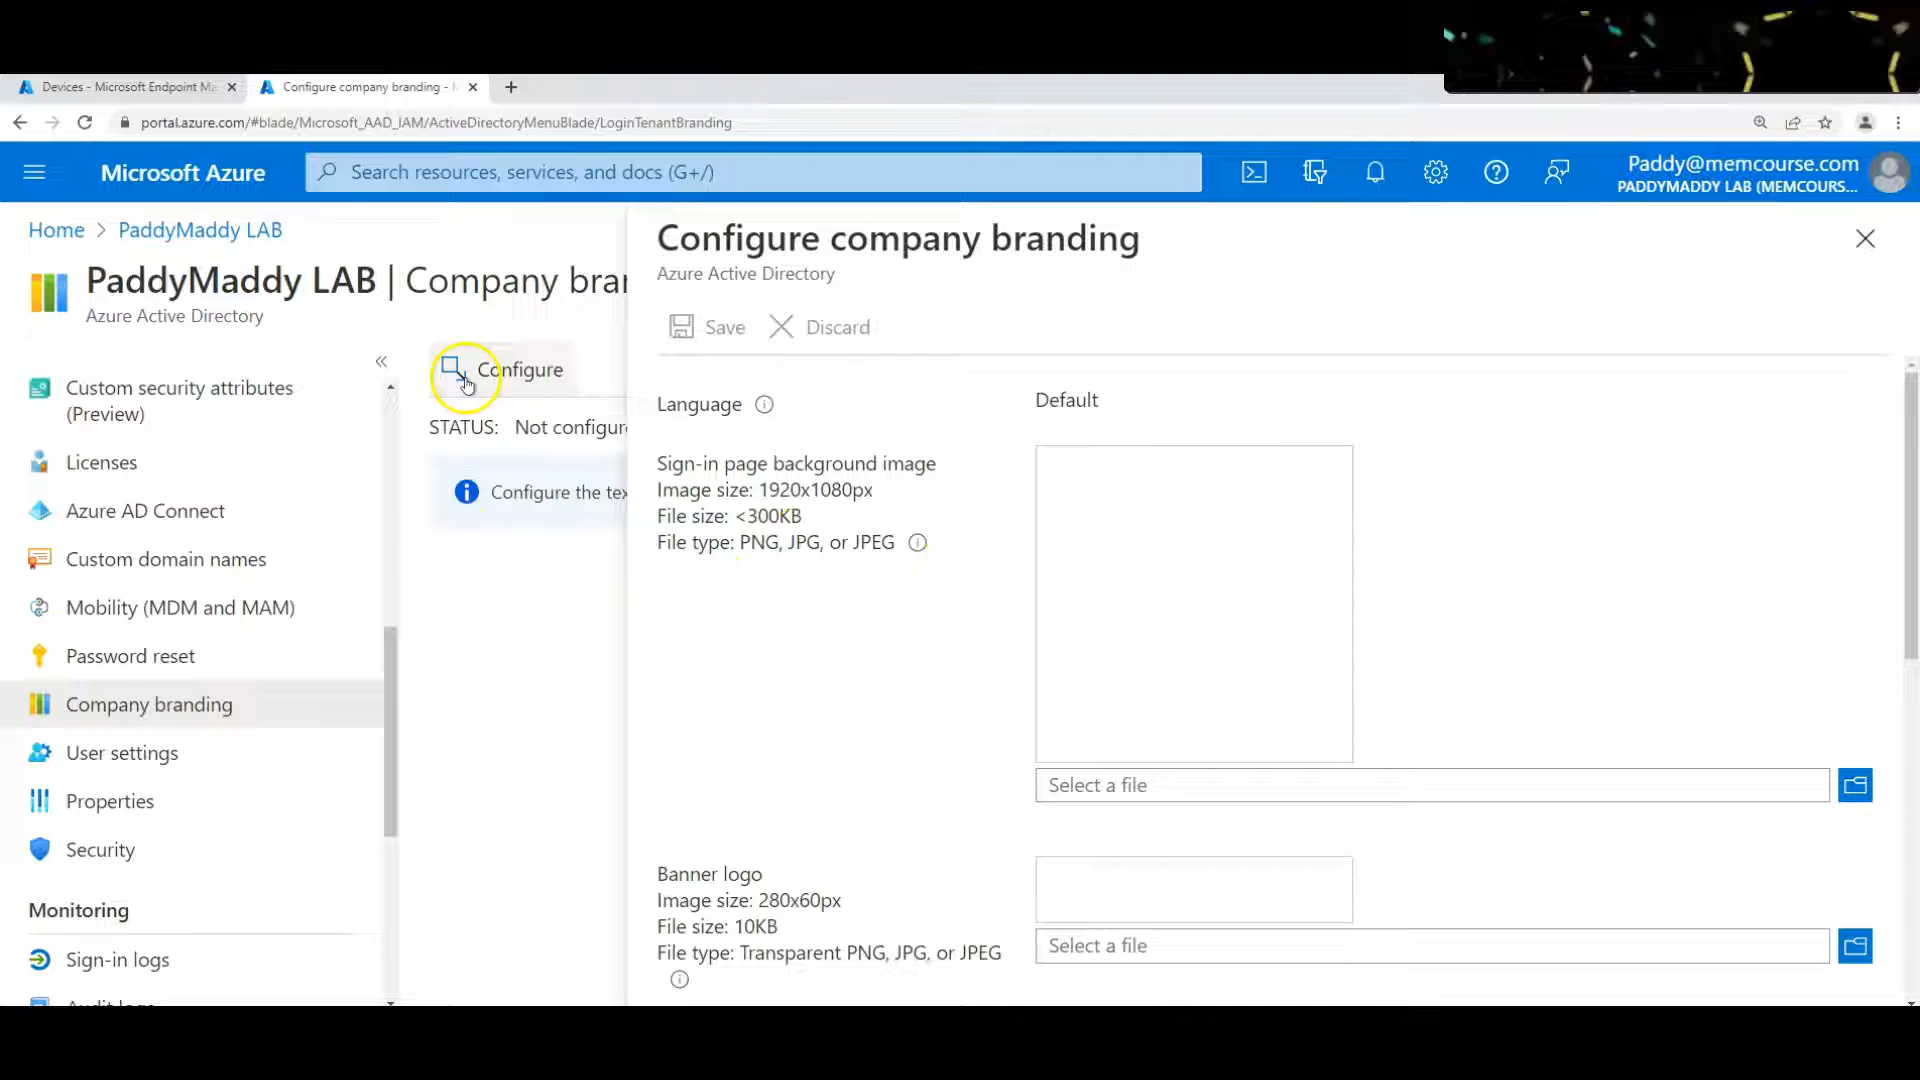 Devices - Microsoft Endpoint Ma
Configure company branding -
portal.azure.com/#blade/Microsoft_AAD_IAM/ActiveDirectoryMenuBlade/LoginTenantBranding
Microsoft Azure
Search resources, services, and docs (G+/)
Paddy@memcourse.com
PADDYMADDY LAB (MEMCOURS...
Home > PaddyMaddy LAB
PaddyMaddy LAB | Company bran
Azure Active Directory
Custom security attributes
(Preview)
Licenses
Azure AD Connect
Custom domain names
Mobility (MDM and MAM)
Password reset
Company branding
User settings
Properties
Security
Monitoring
Sign-in logs
Audit logs
Configure
STATUS: Not configur
Configure the tex
Configure company branding
Azure Active Directory
Save
Discard
Language
Default
Sign-in page background image
Image size: 1920x1080px
File size: <300KB
File type: PNG, JPG, or JPEG
Select a file
Banner logo
Image size: 280x60px
File size: 10KB
File type: Transparent PNG, JPG, or JPEG
Select a file